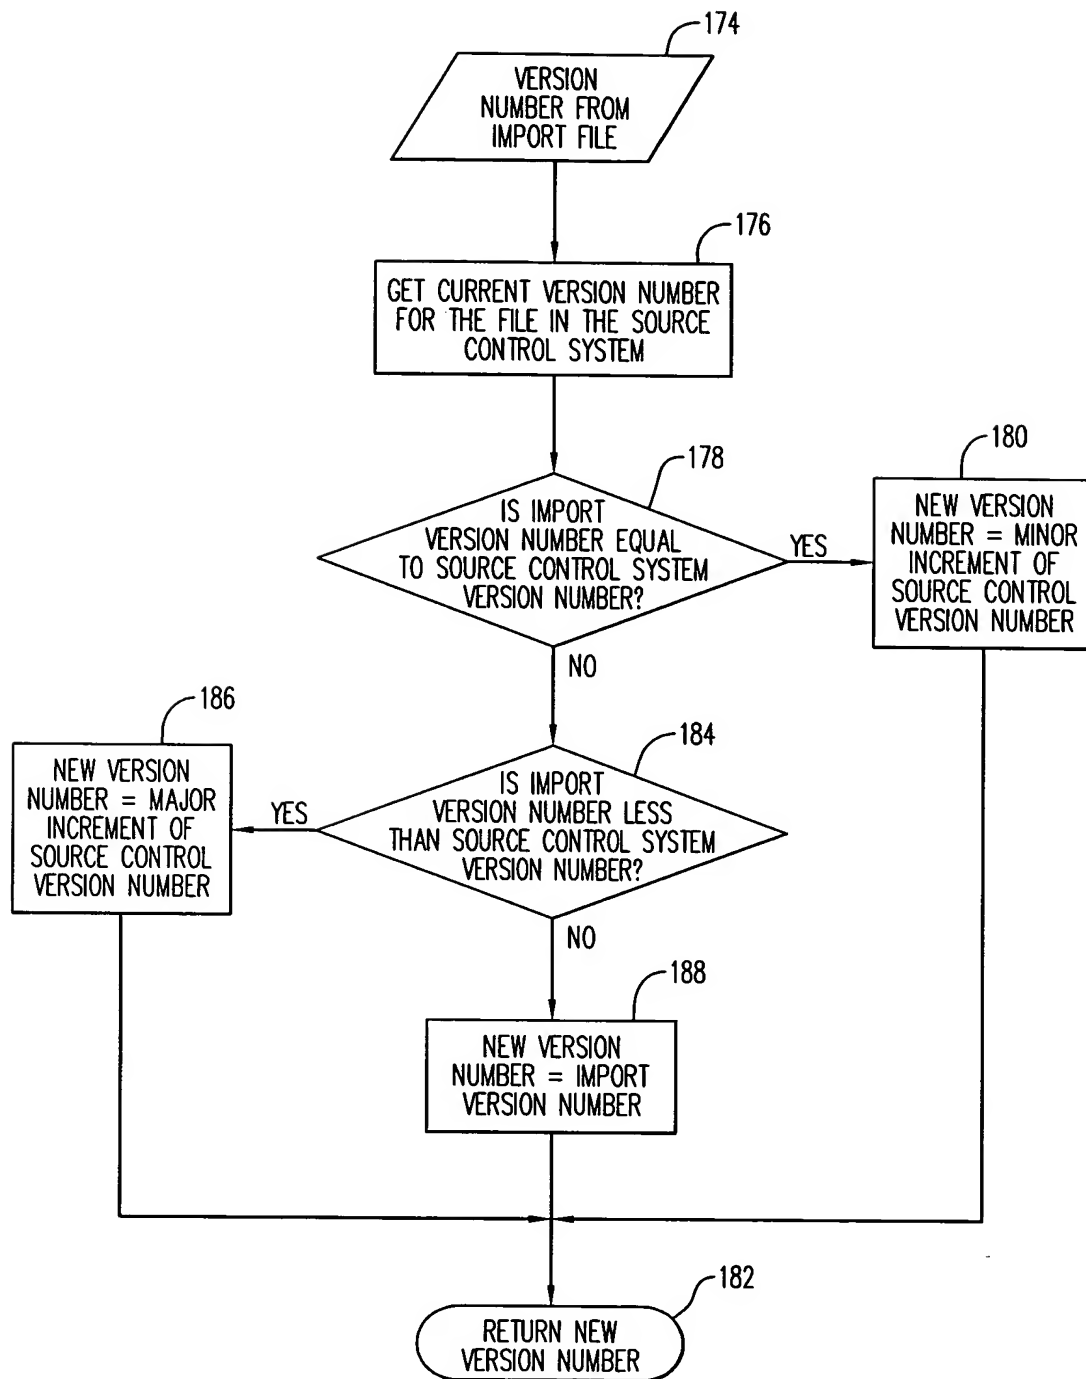 174
VERSION
NUMBER FROM
IMPORT FILE
176
GET CURRENT VERSION NUMBER
FOR THE FILE IN THE SOURCE
CONTROL SYSTEM
178
IS IMPORT
VERSION NUMBER EQUAL
TO SOURCE CONTROL SYSTEM
VERSION NUMBER?
YES
180
NEW VERSION
NUMBER = MINOR
INCREMENT OF
SOURCE CONTROL
VERSION NUMBER
NO
186
NEW VERSION
NUMBER = MAJOR
INCREMENT OF
SOURCE CONTROL
VERSION NUMBER
YES
184
IS IMPORT
VERSION NUMBER LESS
THAN SOURCE CONTROL SYSTEM
VERSION NUMBER?
NO
188
NEW VERSION
NUMBER = IMPORT
VERSION NUMBER
182
RETURN NEW
VERSION NUMBER